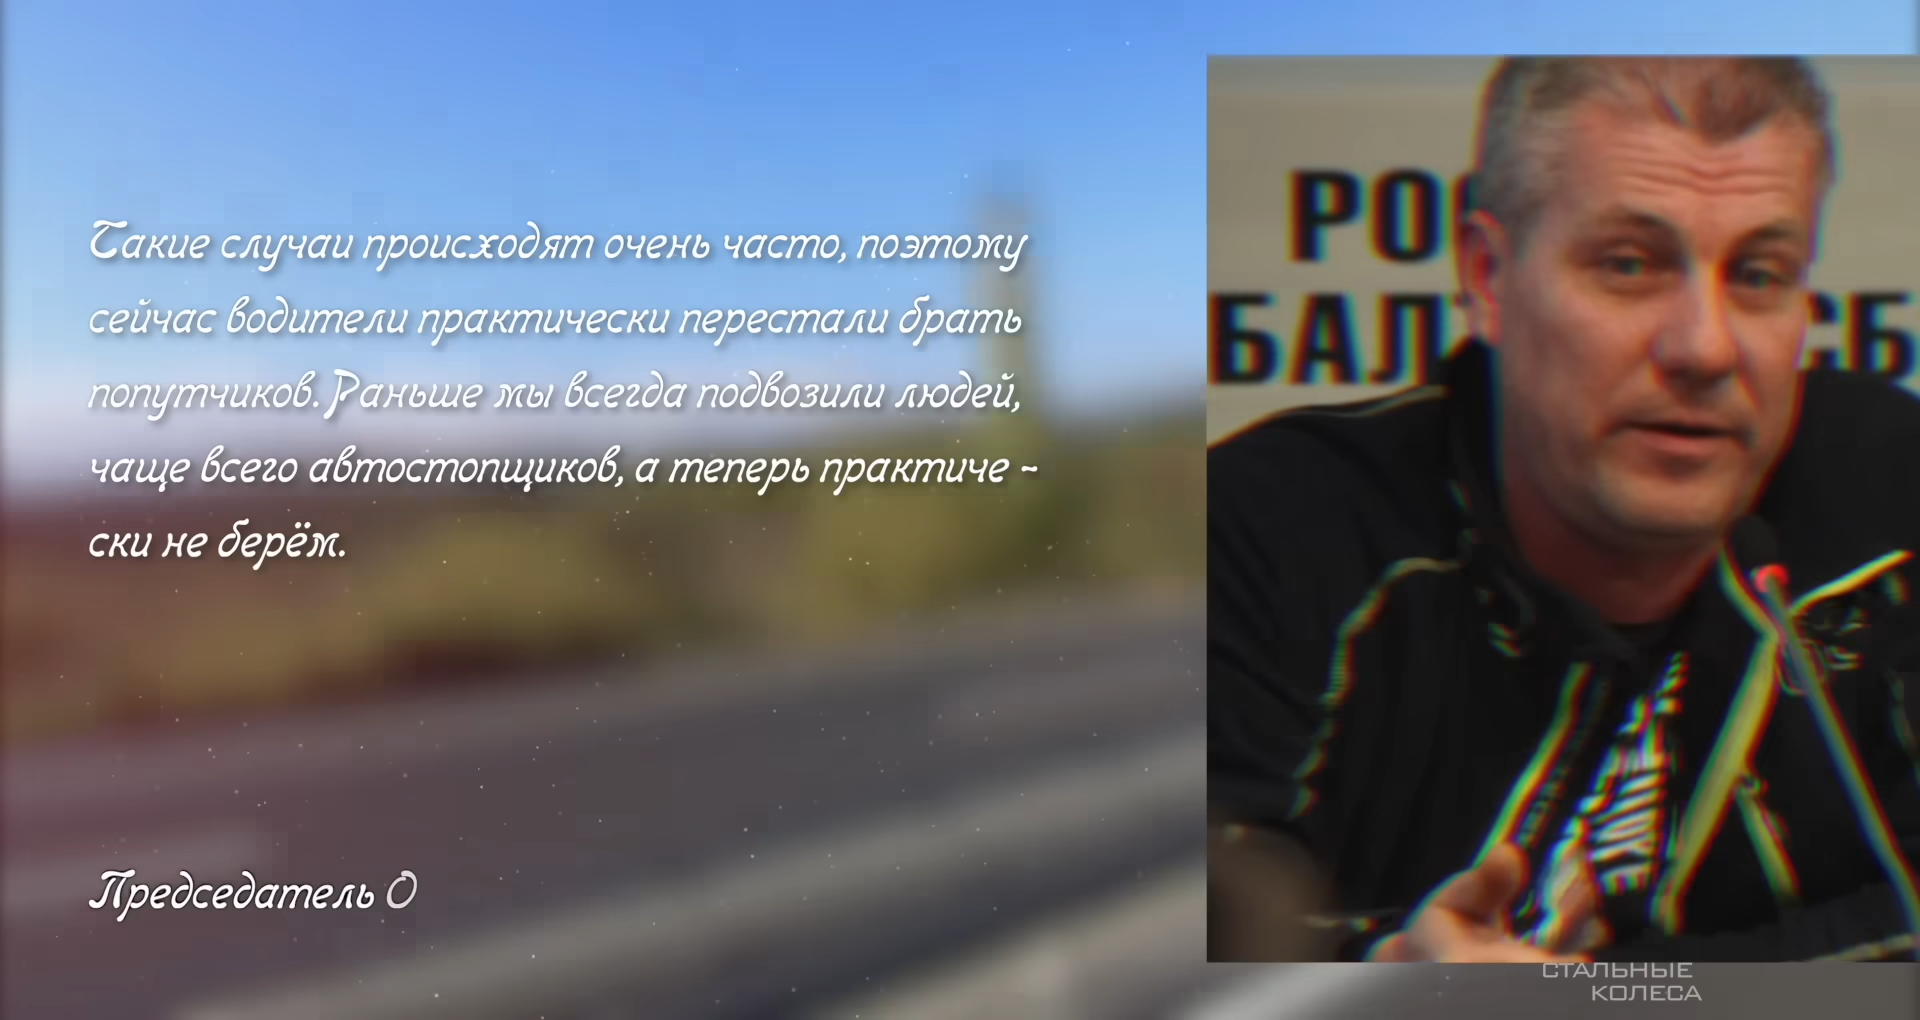 Такие случаи происходят очень часто, поэтому
сейчас водители практически перестали брать
попутчиков. Раньше мы всегда подвозили людей,
чаще всего автостопщиков, а теперь практиче -
ски не берём.
Председатель О
РО
БАЛ СБ
СТАЛЬНЫЕ
КОЛЕСА